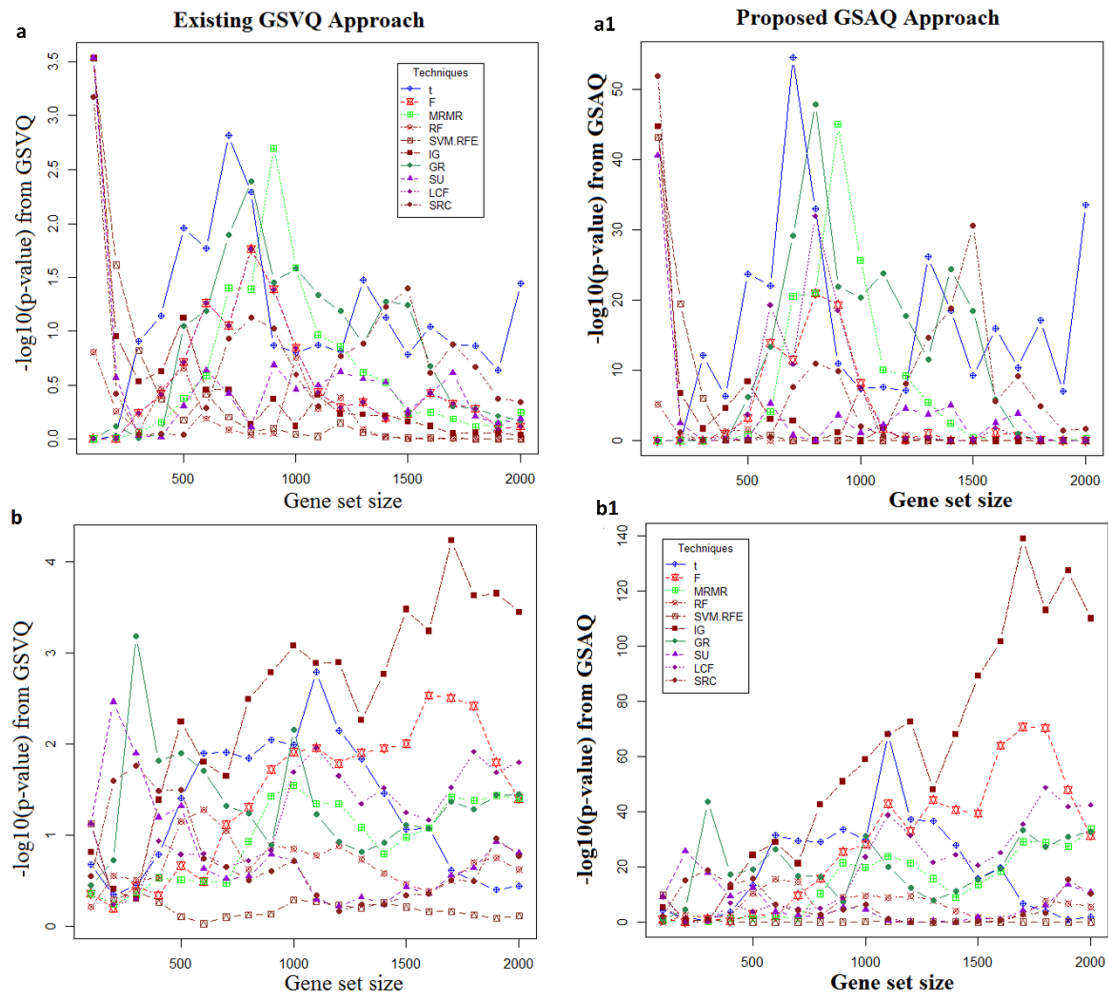 Existing GSVQ Approach
Proposed GSAQ Approach
a
-log10(p-value) from GSVQ
3.5
3.0
2.5
2.0
1.5
1.0
0.5
0.0
Techniques
t
F
MRMR
RF
SVM.RFE
IG
GR
SU
LCF
SRC
500
1000
1500
2000
Gene set size
a1
-log10(p-value) from GSAQ
50
40
30
20
10
0
500
1000
1500
2000
Gene set size
b
-log10(p-value) from GSVQ
4
3
2
1
0
500
1000
1500
2000
Gene set size
b1
-log10(p-value) from GSAQ
140
120
100
80
60
40
20
0
Techniques
t
F
MRMR
RF
SVM.RFE
IG
GR
SU
LCF
SRC
500
1000
1500
2000
Gene set size